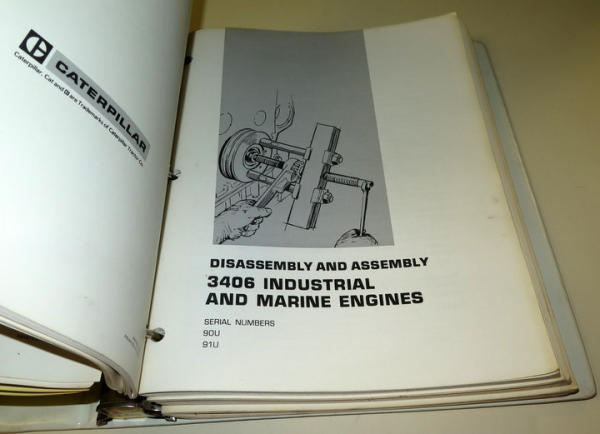 CATERPILLAR
Caterpillar, Cat and C are Trademarks of Caterpillar Tractor Co.
DISASSEMBLY AND ASSEMBLY
3406 INDUSTRIAL
AND MARINE ENGINES
SERIAL NUMBERS
90U
91U